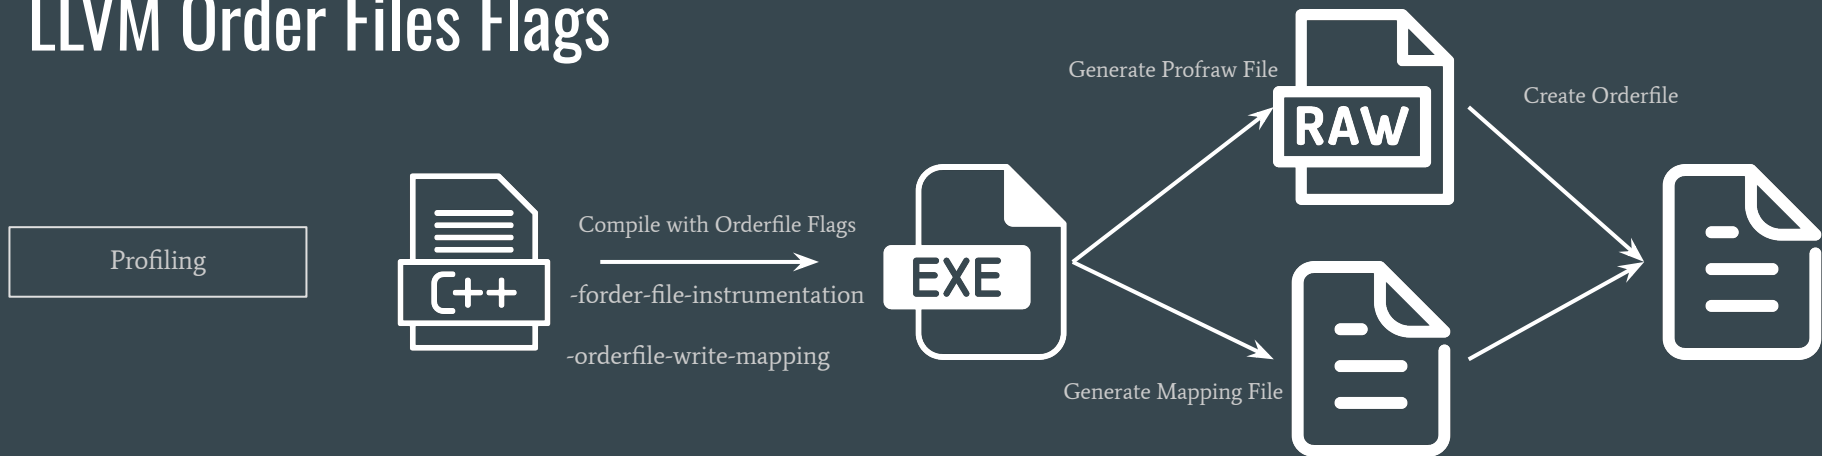 LLVM Order Files Flags
Profiling
C++
Compile with Orderfile Flags
-forder-file-instrumentation
-orderfile-write-mapping
EXE
Generate Profraw File
RAW
Generate Mapping File
Create Orderfile